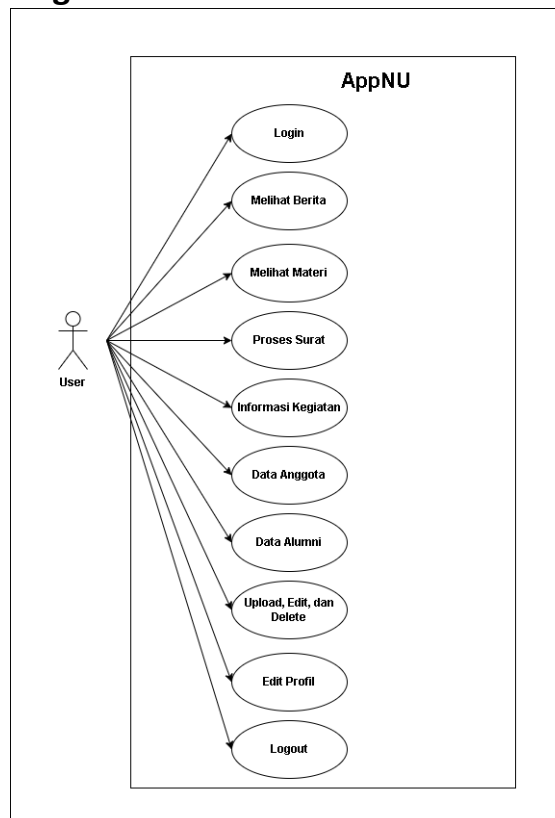 AppNU
Login
Melihat Berita
Melihat Materi
Proses Surat
User
Informasi Kegiatan
Data Anggota
Data Alumni
Upload, Edit, dan
Delete
Edit Profil
Logout